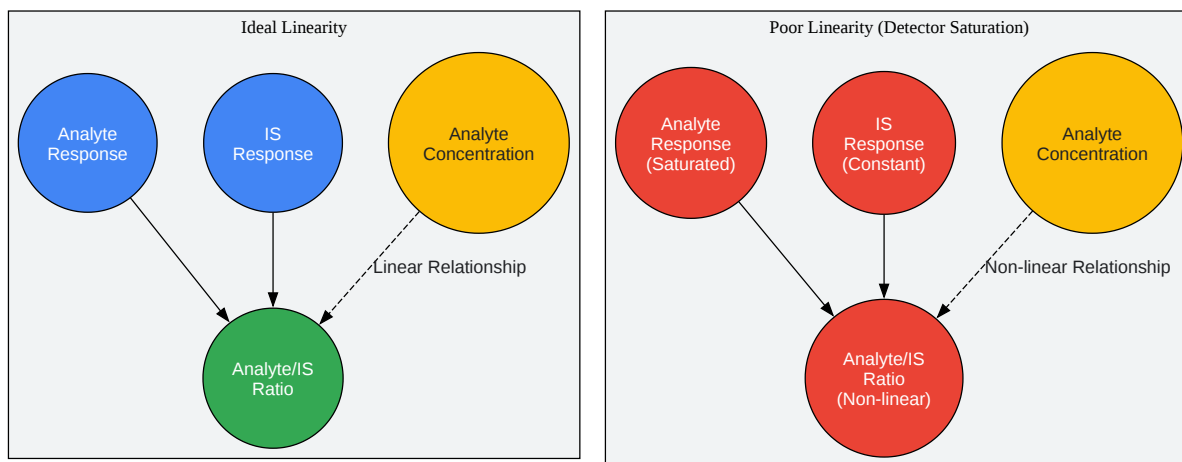 Ideal Linearity
Analyte
Response
IS
Response
Analyte
Concentration
Linear Relationship
Analyte/IS
Ratio
Poor Linearity (Detector Saturation)
Analyte
Response
(Saturated)
IS
Response
(Constant)
Analyte
Concentration
Non-linear Relationship
Analyte/IS
Ratio
(Non-linear)